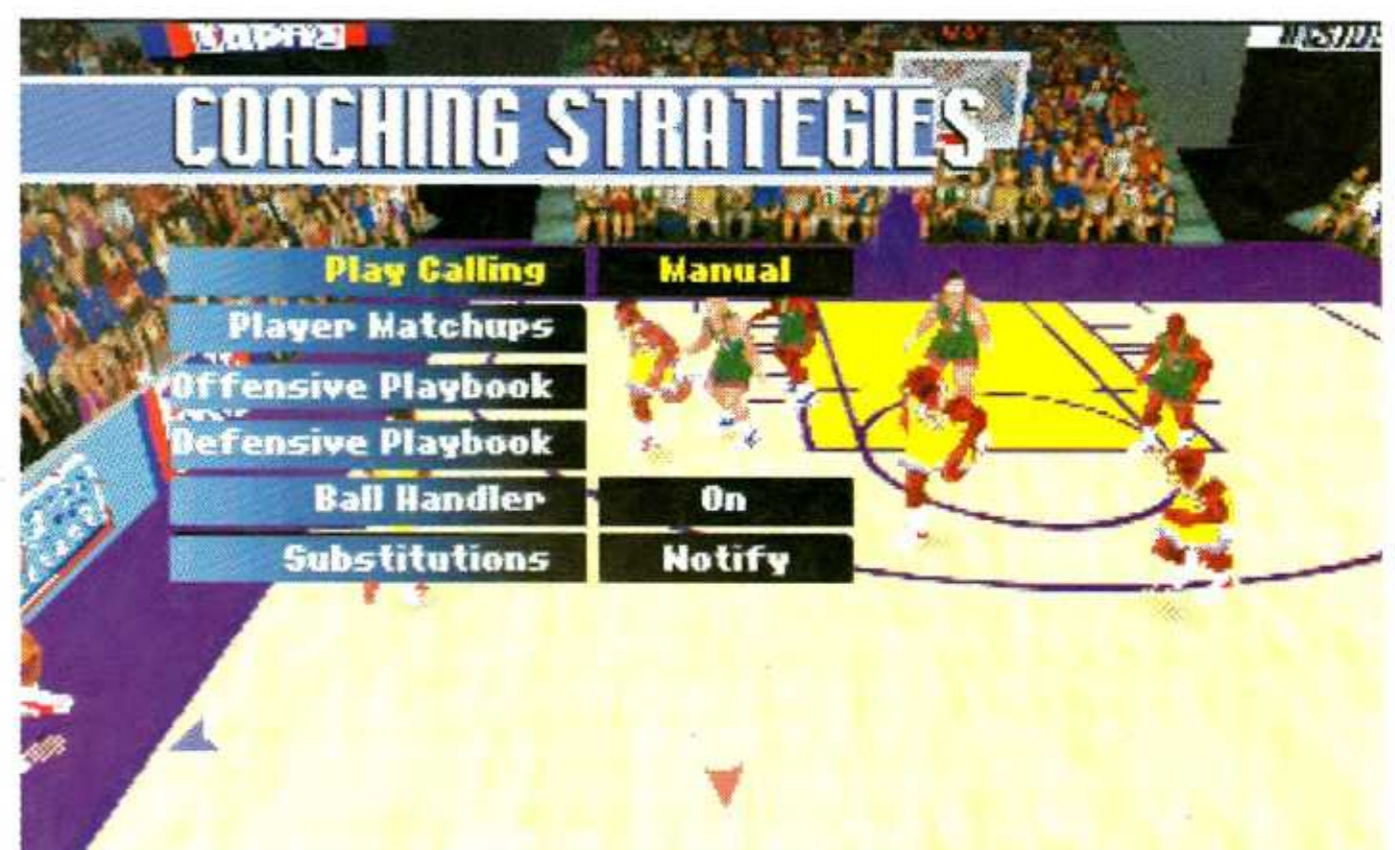 COACHING STRATEGIES
Play Calling Manual
Player Matchups
Offensive Playbook
Defensive Playbook
Ball Handler On
Substitutions Notify